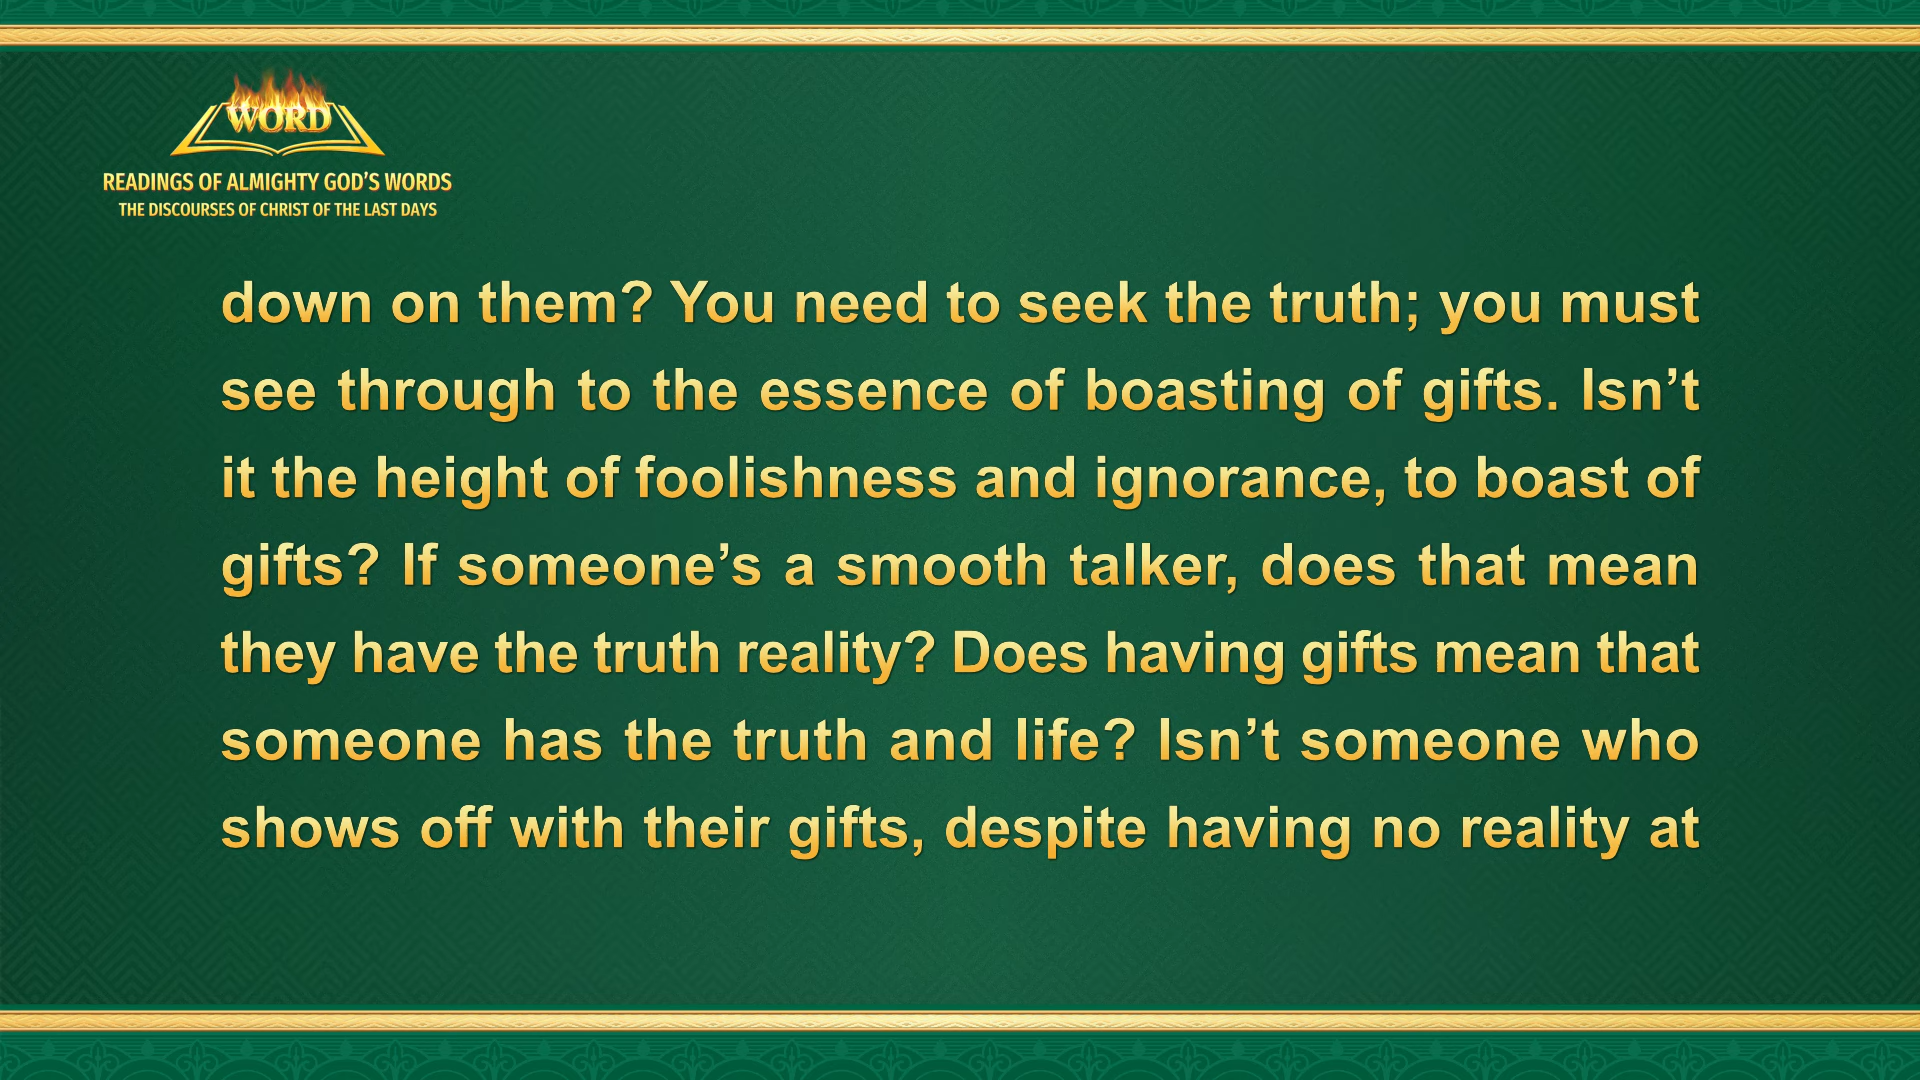 WORD
READINGS OF ALMIGHTY GOD’S WORDS
THE DISCOURSES OF CHRIST OF THE LAST DAYS
down on them? You need to seek the truth; you must
see through to the essence of boasting of gifts. Isn’t
it the height of foolishness and ignorance, to boast of
gifts? If someone’s a smooth talker, does that mean
they have the truth reality? Does having gifts mean that
someone has the truth and life? Isn’t someone who
shows off with their gifts, despite having no reality at